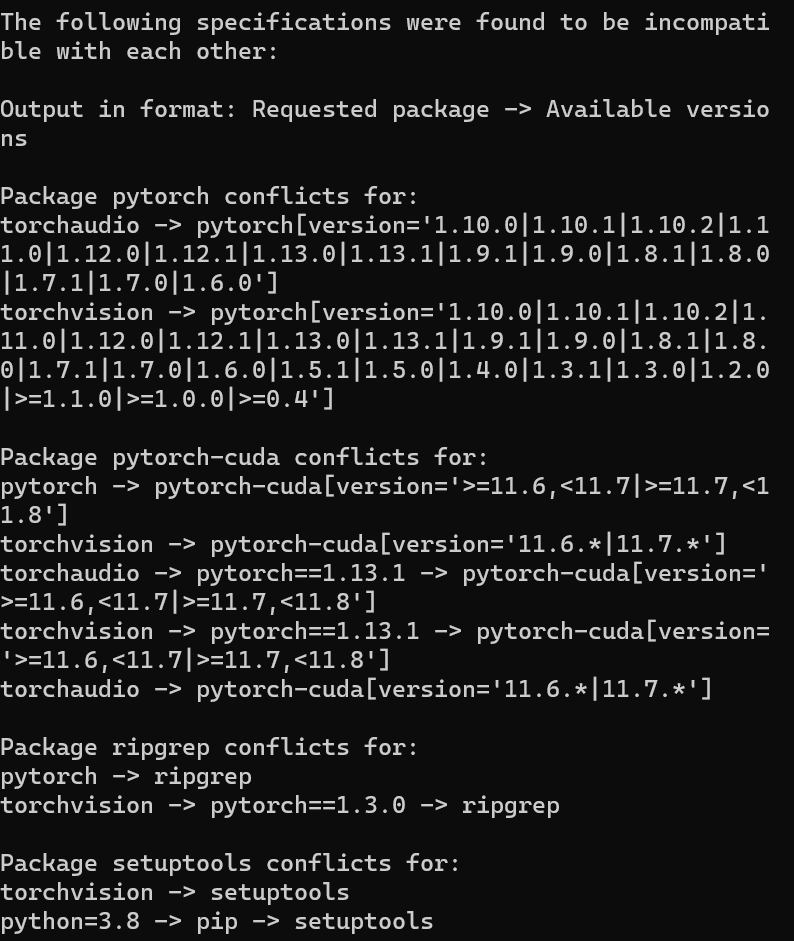 The following specifications were found to be incompati
ble with each other:
Output in format: Requested package -> Available versio
ns
Package pytorch conflicts for:
torchaudio -> pytorch[version='1.10.0|1.10.1|1.10.2|1.1
1.0|1.12.0|1.12.1|1.13.0|1.13.1|1.9.1|1.9.0|1.8.1|1.8.0
|1.7.1|1.7.0|1.6.0']
torchvision -> pytorch[version='1.10.0|1.10.1|1.10.2|1.
11.0|1.12.0|1.12.1|1.13.0|1.13.1|1.9.1|1.9.0|1.8.1|1.8.
0|1.7.1|1.7.0|1.6.0|1.5.1|1.5.0|1.4.0|1.3.1|1.3.0|1.2.0
|>=1.1.0|>=1.0.0|>=0.4']
Package pytorch-cuda conflicts for:
pytorch -> pytorch-cuda[version='>=11.6,<11.7|>=11.7,<1
1.8']
torchvision -> pytorch-cuda[version='11.6.*|11.7.*']
torchaudio -> pytorch==1.13.1 -> pytorch-cuda[version='
>=11.6,<11.7|>=11.7,<11.8']
torchvision -> pytorch==1.13.1 -> pytorch-cuda[version=
'>=11.6,<11.7|>=11.7,<11.8']
torchaudio -> pytorch-cuda[version='11.6.*|11.7.*']
Package ripgrep conflicts for:
pytorch -> ripgrep
torchvision -> pytorch==1.3.0 -> ripgrep
Package setuptools conflicts for:
torchvision -> setuptools
python=3.8 -> pip -> setuptools